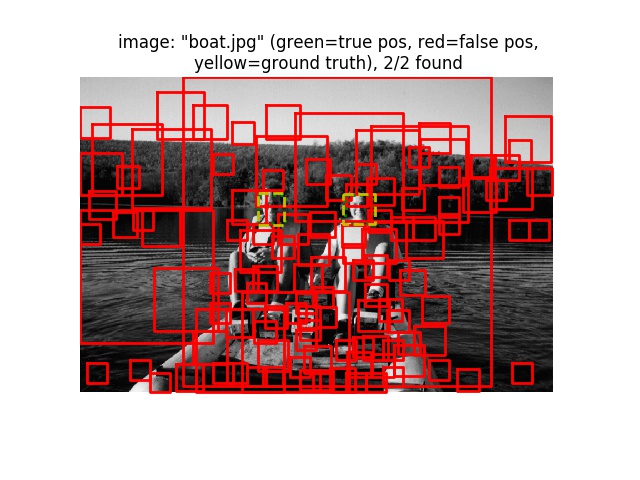 image: "boat.jpg" (green=true pos, red=false pos,
yellow=ground truth), 2/2 found